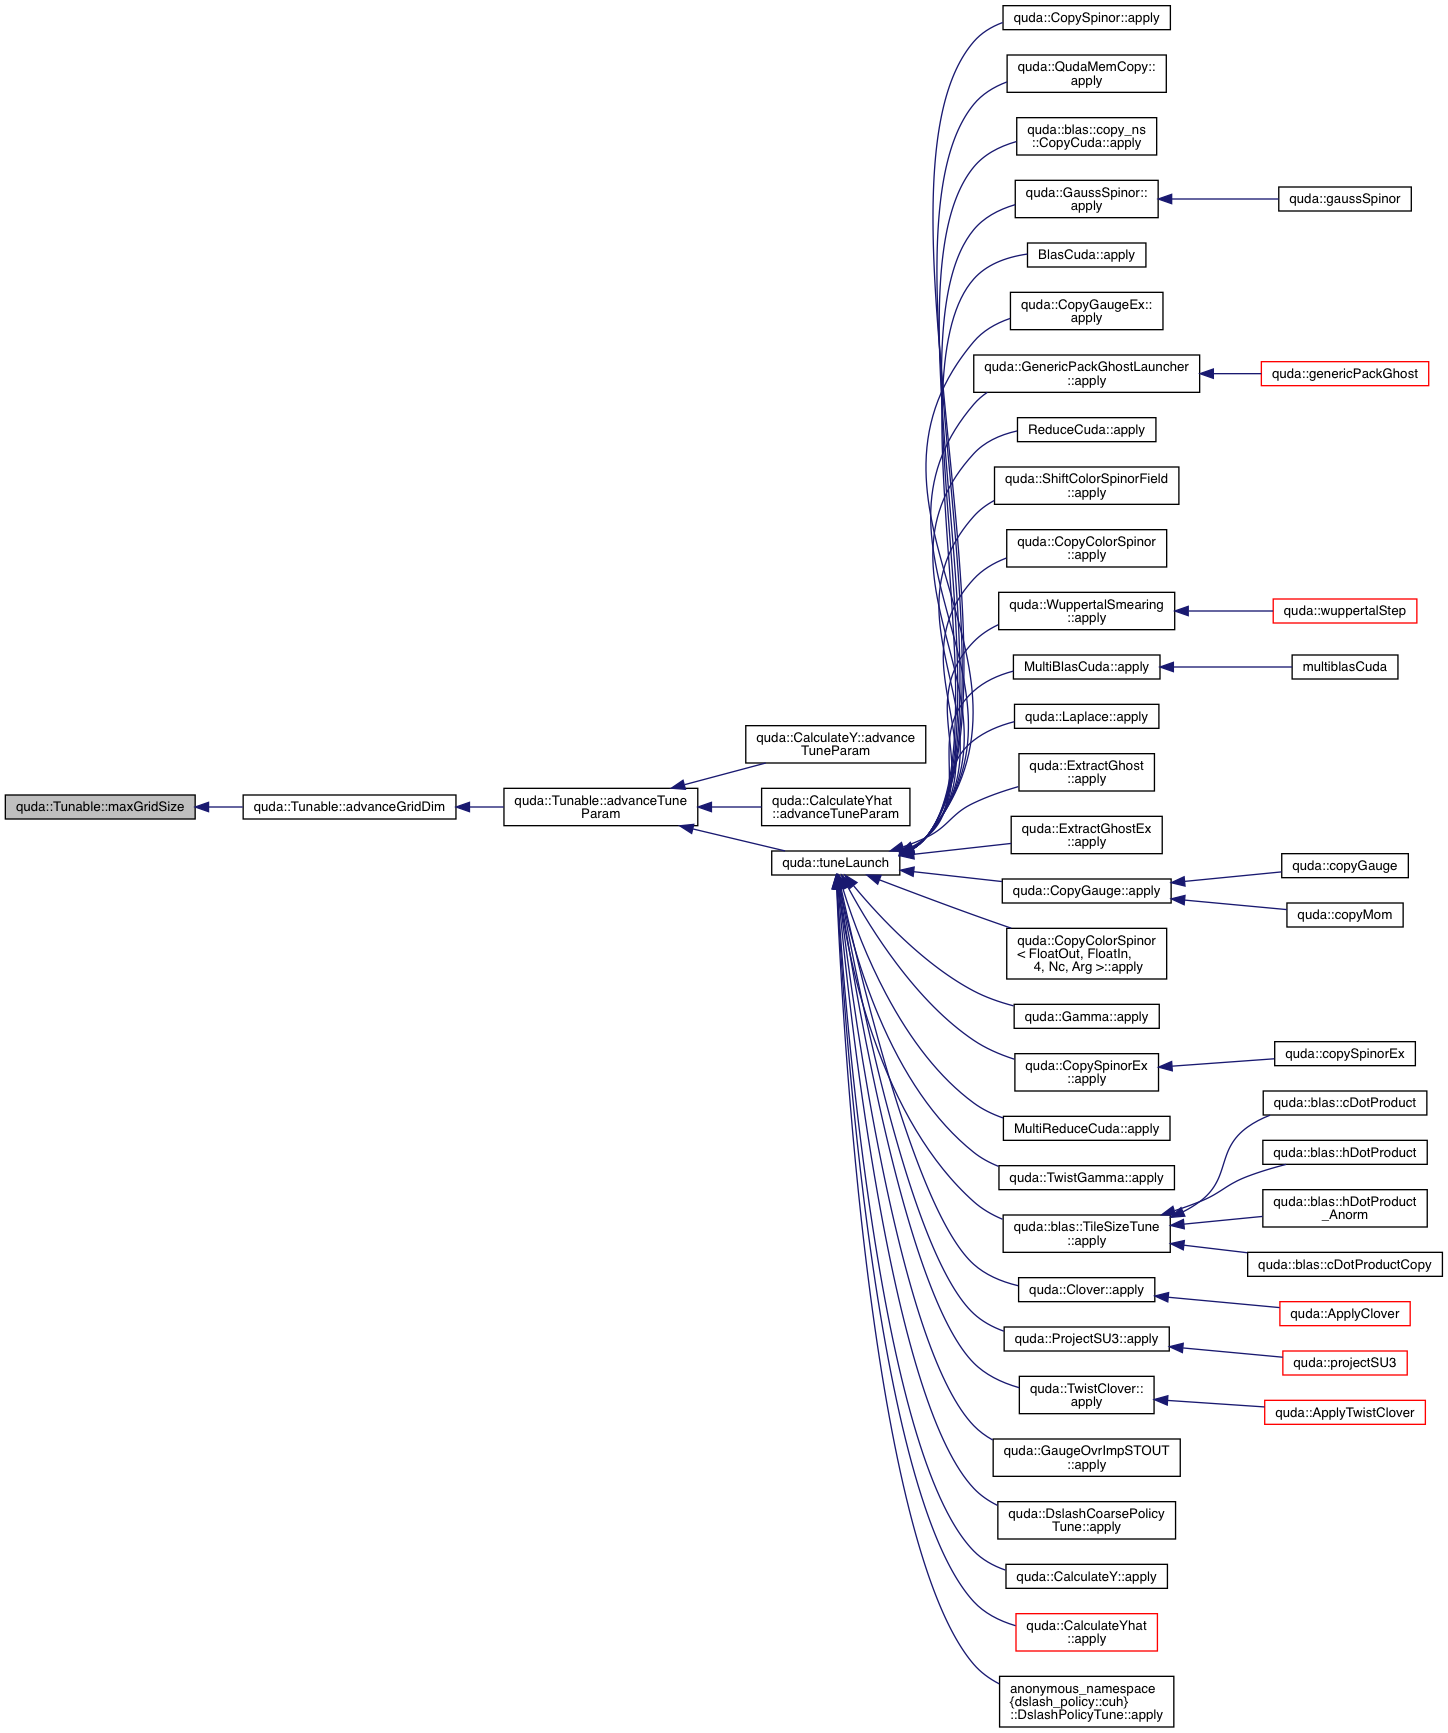 quda::CopySpinor::apply
quda::QudaMemCopy::
apply
quda::blas::copy_ns
::CopyCuda::apply
quda::GaussSpinor::
apply
quda::gaussSpinor
BlasCuda::apply
quda::CopyGaugeEx::
apply
quda::GenericPackGhostLauncher
::apply
quda::genericPackGhost
ReduceCuda::apply
quda::ShiftColorSpinorField
::apply
quda::CopyColorSpinor
::apply
quda::WuppertalSmearing
::apply
quda::wuppertalStep
MultiBlasCuda::apply
multiblasCuda
quda::Laplace::apply
quda::CalculateY::advance
TuneParam
quda::ExtractGhost
::apply
quda::Tunable::maxGridSize
quda::Tunable::advanceGridDim
quda::Tunable::advanceTune
Param
quda::CalculateYhat
::advanceTuneParam
quda::ExtractGhostEx
::apply
quda::tuneLaunch
quda::CopyGauge::apply
quda::copyGauge
quda::copyMom
quda::CopyColorSpinor
< FloatOut, FloatIn,
4, Nc, Arg >::apply
quda::Gamma::apply
quda::CopySpinorEx
::apply
quda::copySpinorEx
MultiReduceCuda::apply
quda::TwistGamma::apply
quda::blas::cDotProduct
quda::blas::hDotProduct
quda::blas::hDotProduct
_Anorm
quda::blas::TileSizeTune
::apply
quda::blas::cDotProductCopy
quda::Clover::apply
quda::ApplyClover
quda::ProjectSU3::apply
quda::projectSU3
quda::TwistClover::
apply
quda::ApplyTwistClover
quda::GaugeOvrImpSTOUT
::apply
quda::DslashCoarsePolicy
Tune::apply
quda::CalculateY::apply
quda::CalculateYhat
::apply
anonymous_namespace
{dslash_policy::cuh}
::DslashPolicyTune::apply